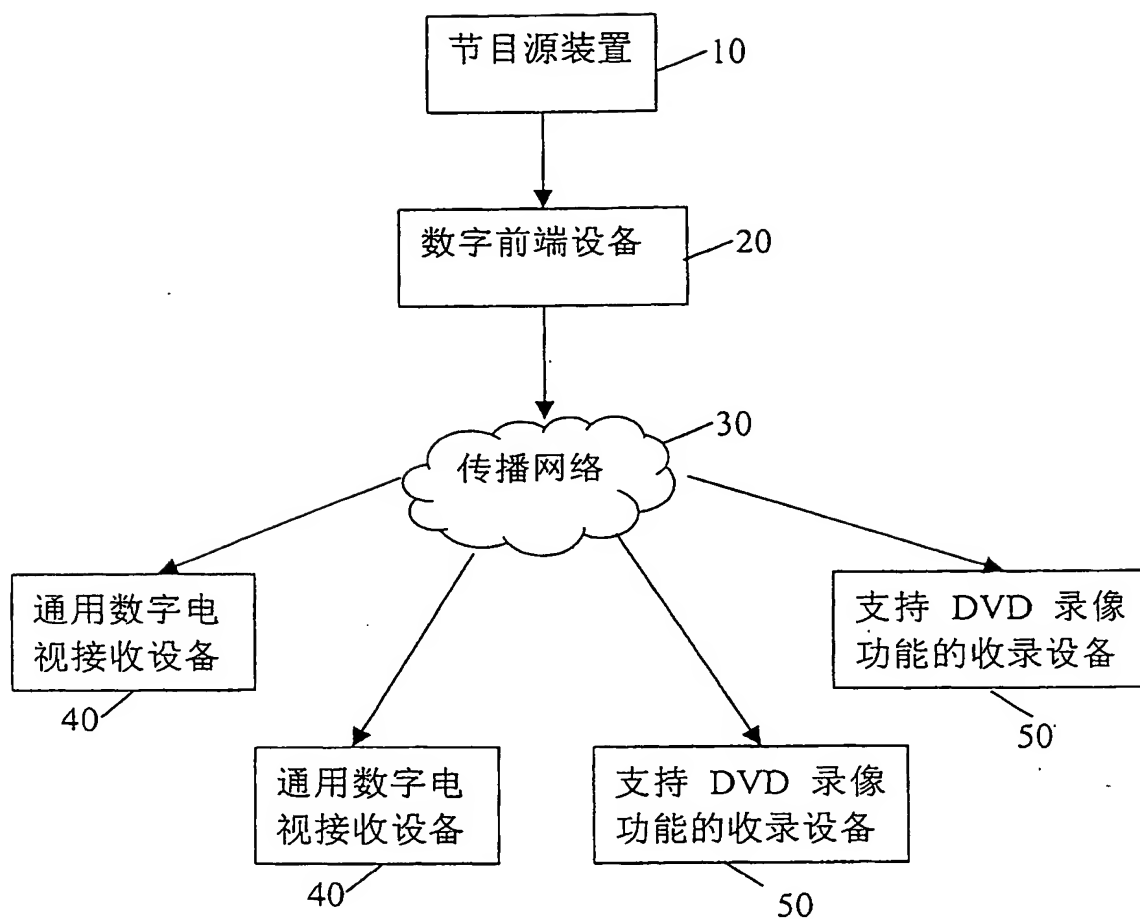 节目源装置
10
数字前端设备
20
30
传播网络
通用数字电
视接收设备
40
支持 DVD 录像
功能的收录设备
50
通用数字电
视接收设备
40
支持 DVD 录像
功能的收录设备
50